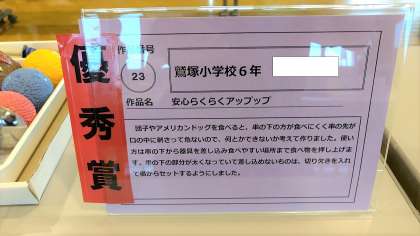 優秀賞
作品番号
23
鷲塚小学校6年
作品名 安心らくらくアップップ
団子やアメリカンドッグを食べると、串の下の方が食べにくく串の先が
口の中に刺さって危ないので、何とかできないか考えて作りました。使い
方は串の下から器具を差し込み食べやすい場所まで食べ物を押し上げま
す。串の下の部分が太くなっていて差し込めないものは、切り欠きを入れ
て横からセットするようにしました。